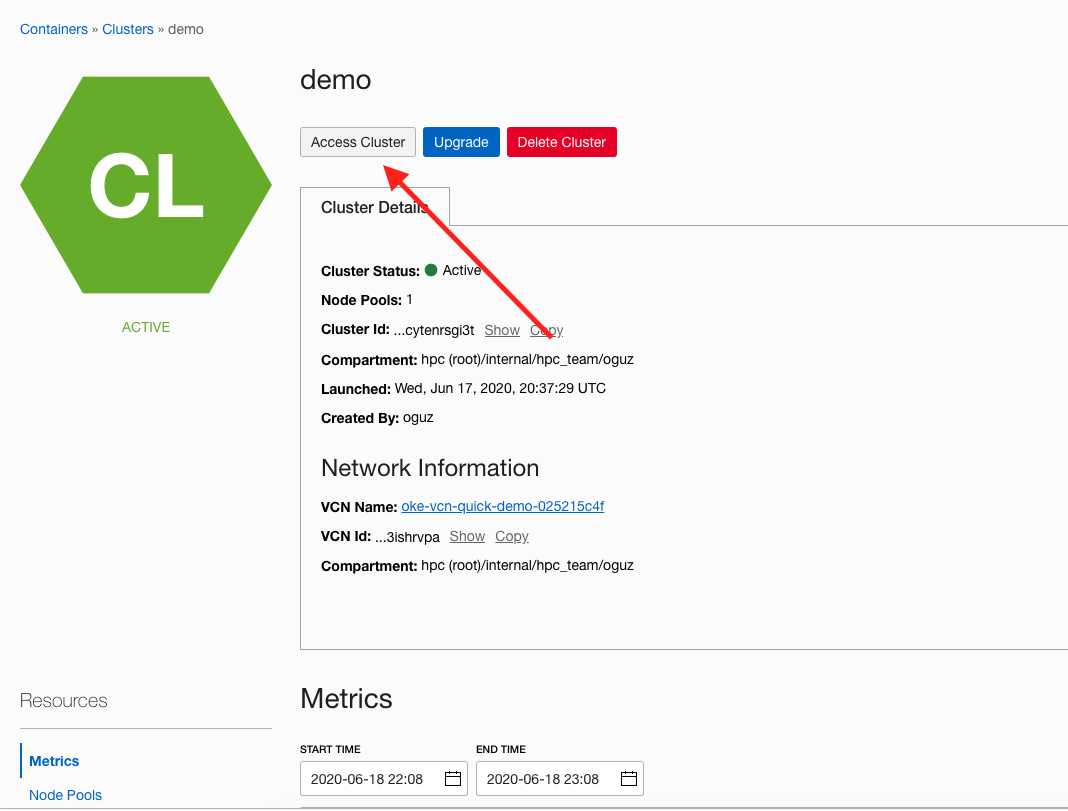 Containers » Clusters » demo
CL
ACTIVE
demo
Access Cluster Upgrade Delete Cluster
Cluster Details
Cluster Status: Active
Node Pools: 1
Cluster Id: ...cytenrsgi3t Show Copy
Compartment: hpc (root)/internal/hpc_team/oguz
Launched: Wed, Jun 17, 2020, 20:37:29 UTC
Created By: oguz
Network Information
VCN Name: oke-vcn-quick-demo-025215c4f
VCN Id: ...3ishrvpa Show Copy
Compartment: hpc (root)/internal/hpc_team/oguz
Resources
Metrics
Node Pools
Metrics
START TIME END TIME
2020-06-18 22:08 2020-06-18 23:08